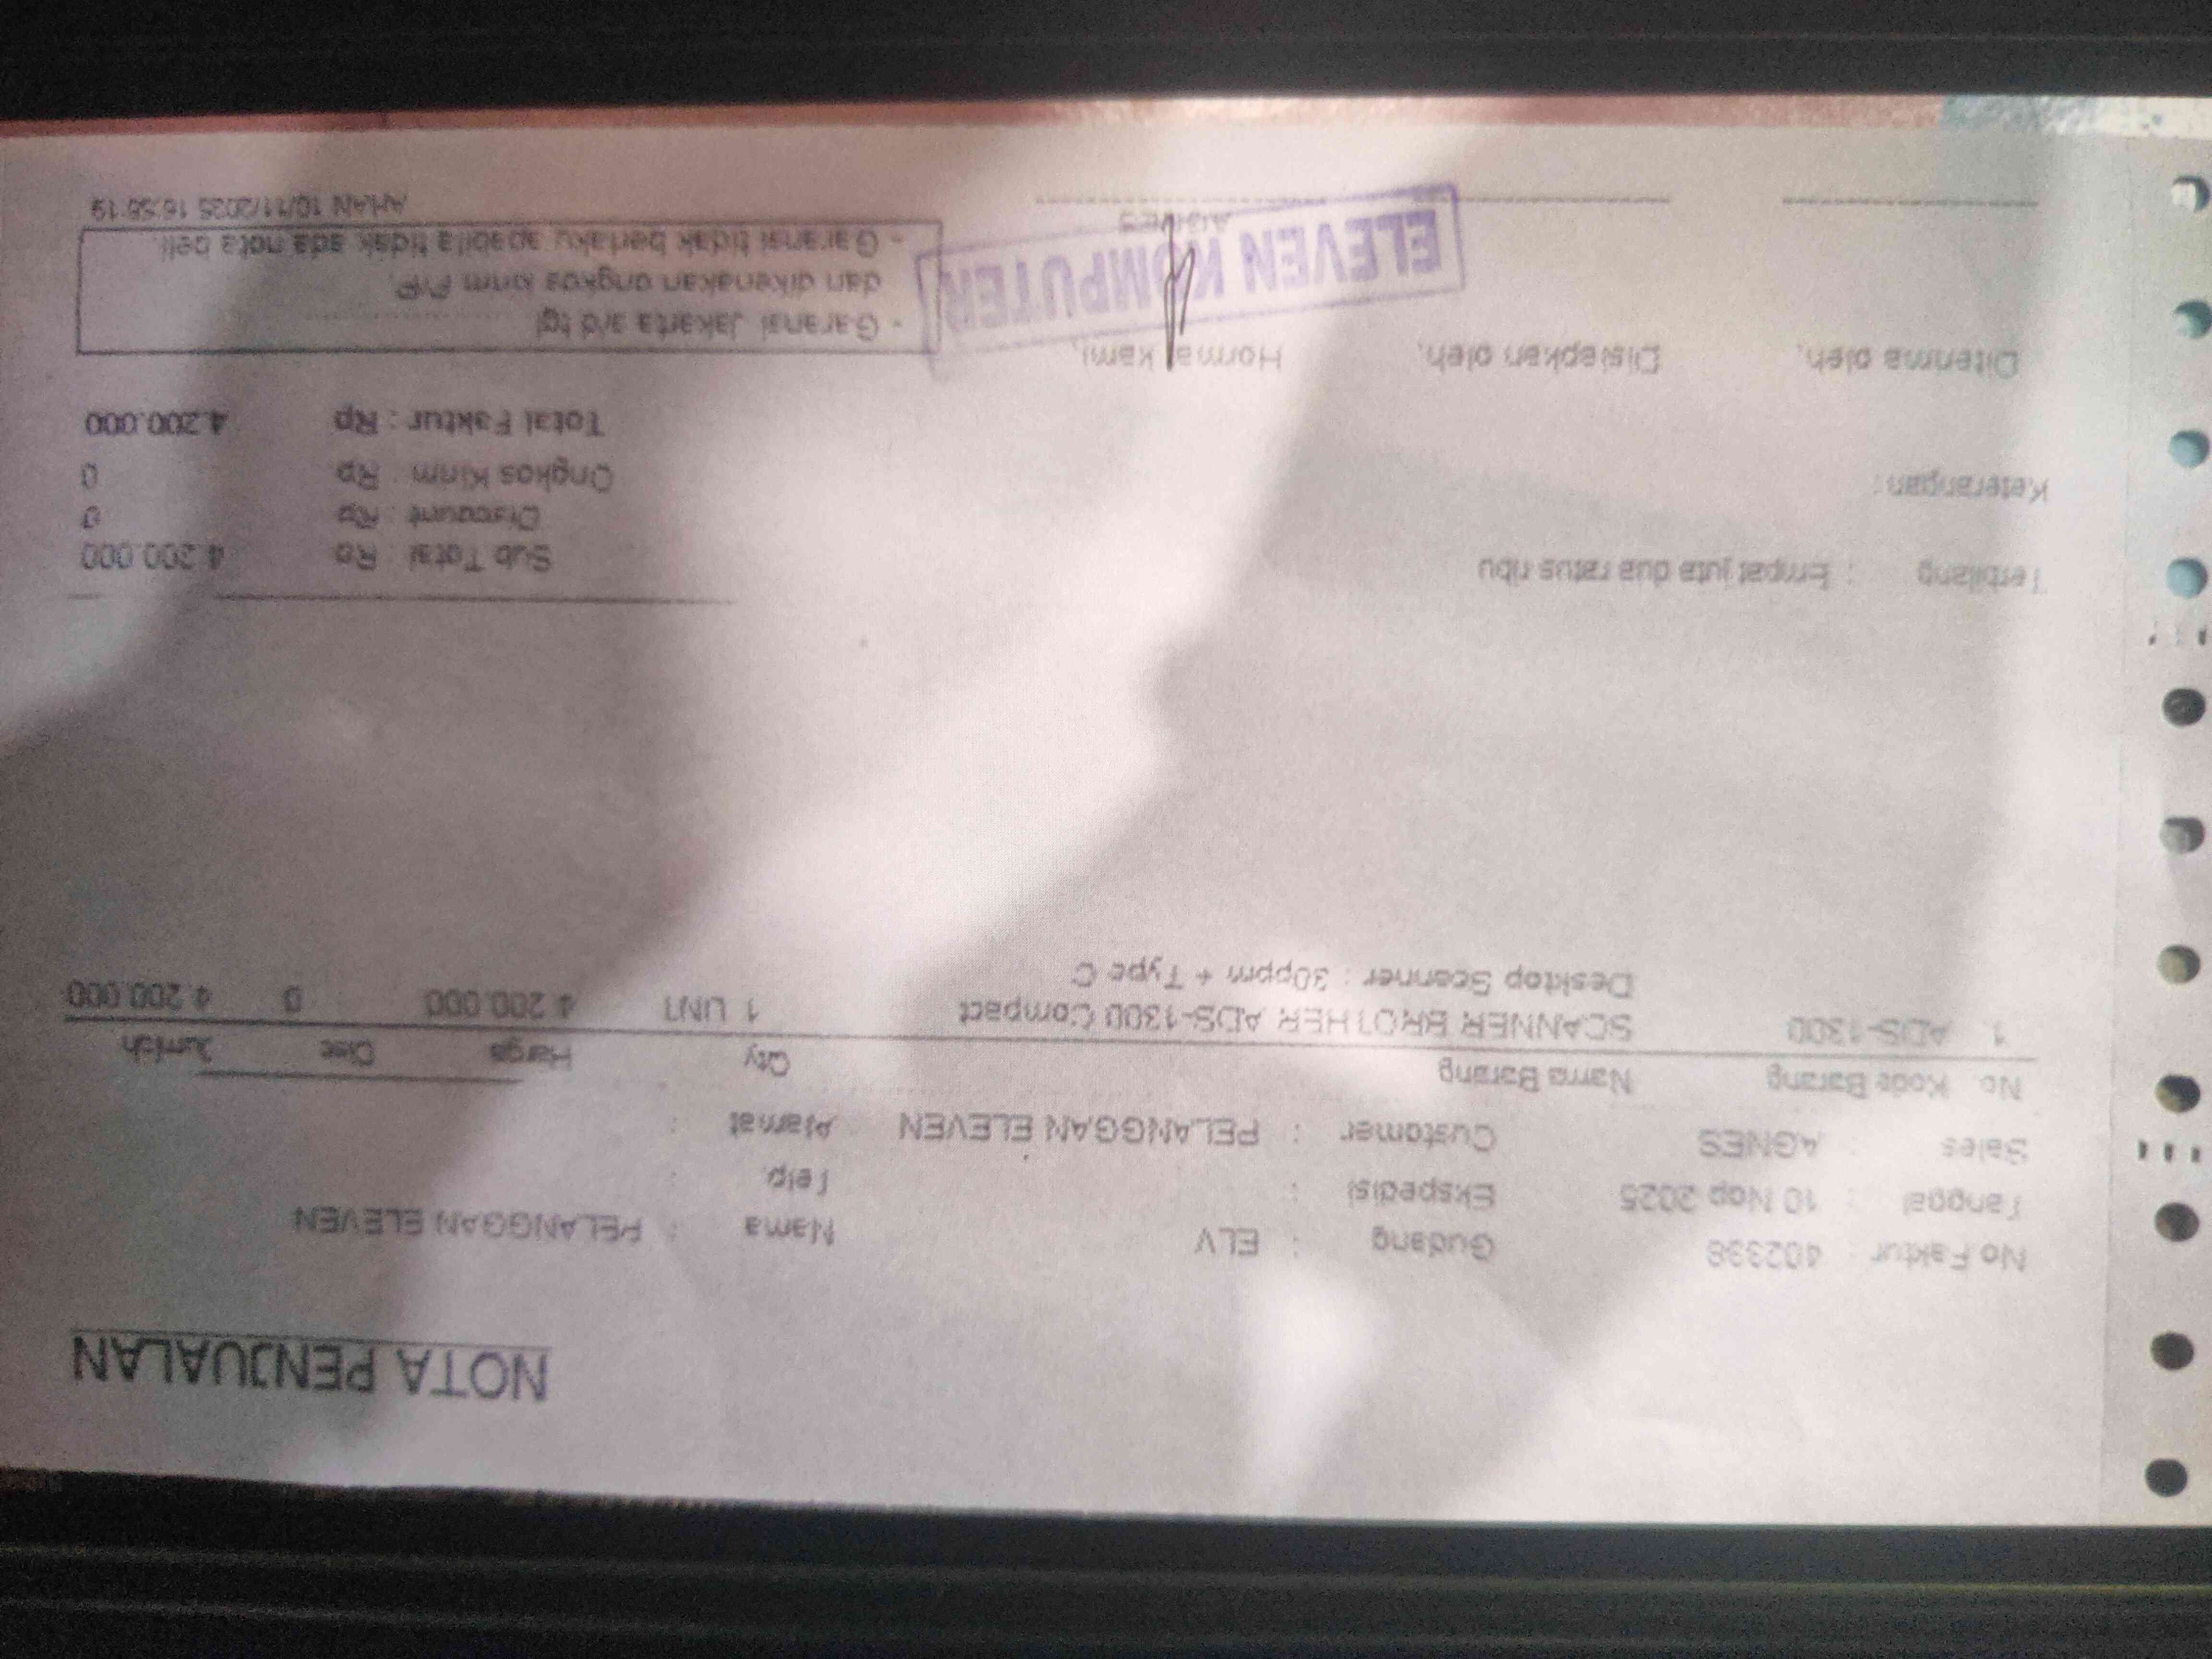 NOTA PENJUALAN
No Faktur : 402338 Gudang : ELV Nama : PELANGGAN ELEVEN
Tanggal : 10 Nop 2025 Ekspedisi : Telp. :
Sales : AGNES Customer : PELANGGAN ELEVEN Alamat :
No. Kode Barang Nama Barang Qty Harga Disc Jumlah
1. ADS-1300 SCANNER BROTHER ADS-1300 Compact 1 UNT 4.200.000 0 4.200.000
Desktop Scanner : 30ppm + Type C
Terbilang : Empat juta dua ratus ribu
Sub Total : Rp 4.200.000
Discount : Rp 0
Keterangan :
Ongkos Kirim : Rp 0
Total Faktur : Rp 4.200.000
Diterima oleh, Disiapkan oleh, Hormat kami,
- Garansi Jakarta s/d tgl
dan dikenakan ongkos kirim P/P.
- Garansi tidak berlaku apabila tidak ada nota beli.
ELEVEN KOMPUTER
AGNES
10/11/2025 16:58:19